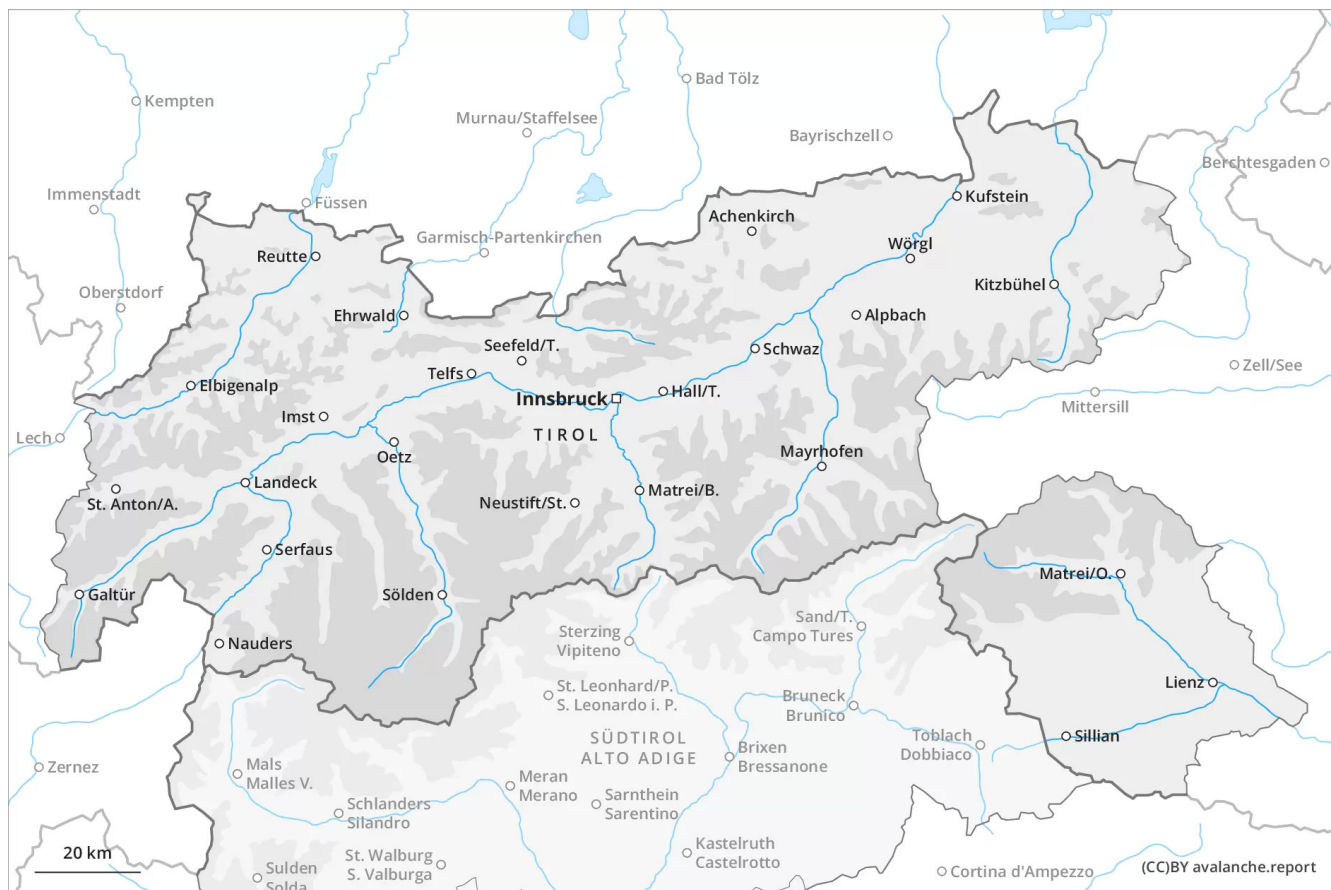 Bad Tölz
Kempten
Murnau/Staffelsee
Bayrischzell
Berchtesgaden
Immenstadt
Füssen
Kufstein
Achenkirch
Garmisch-Partenkirchen
Wörgl
Reutte
Kitzbühel
Oberstdorf
Ehrwald
Alpbach
Seefeld/T.
Schwaz
Zell/See
Telfs
Elbigenalp
Hall/T.
Innsbruck
Mittersill
Imst
TIROL
Lech
Oetz
Mayrhofen
Landeck
Matrei/B.
St. Anton/A.
Neustift/St.
Serfaus
Matrei/O.
Galtür
Sölden
Sand/T.
Campo Tures
Sterzing
Vipiteno
Nauders
Lienz
St. Leonhard/P.
S. Leonardo i. P.
Bruneck
Brunico
Sillian
SÜDTIROL
ALTO ADIGE
Toblach
Dobbiaco
Brixen
Bressanone
Mals
Malles V.
Zernez
Meran
Merano
Schlanders
Silandro
Sarnthein
Sarentino
Kastelruth
Castelrotto
20 km
St. Walburg
S. Valburga
Sulden
Solda
Cortina d'Ampezzo
(CC)BY avalanche.report